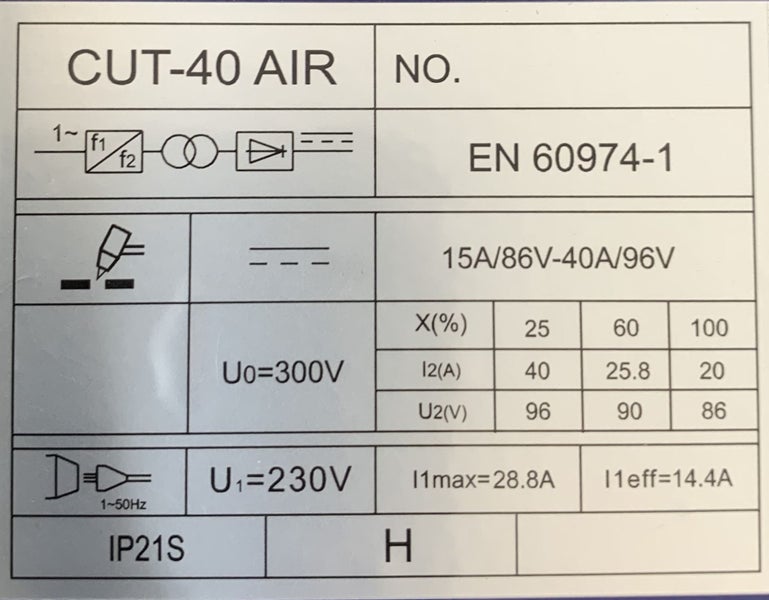 CUT-40 AIR
NO.
1~ f1 f2
EN 60974-1
15A/86V-40A/96V
U0=300V
X(%) 25 60 100
I2(A) 40 25.8 20
U2(V) 96 90 86
1~50Hz
U1=230V
I1max=28.8A
I1eff=14.4A
IP21S
H